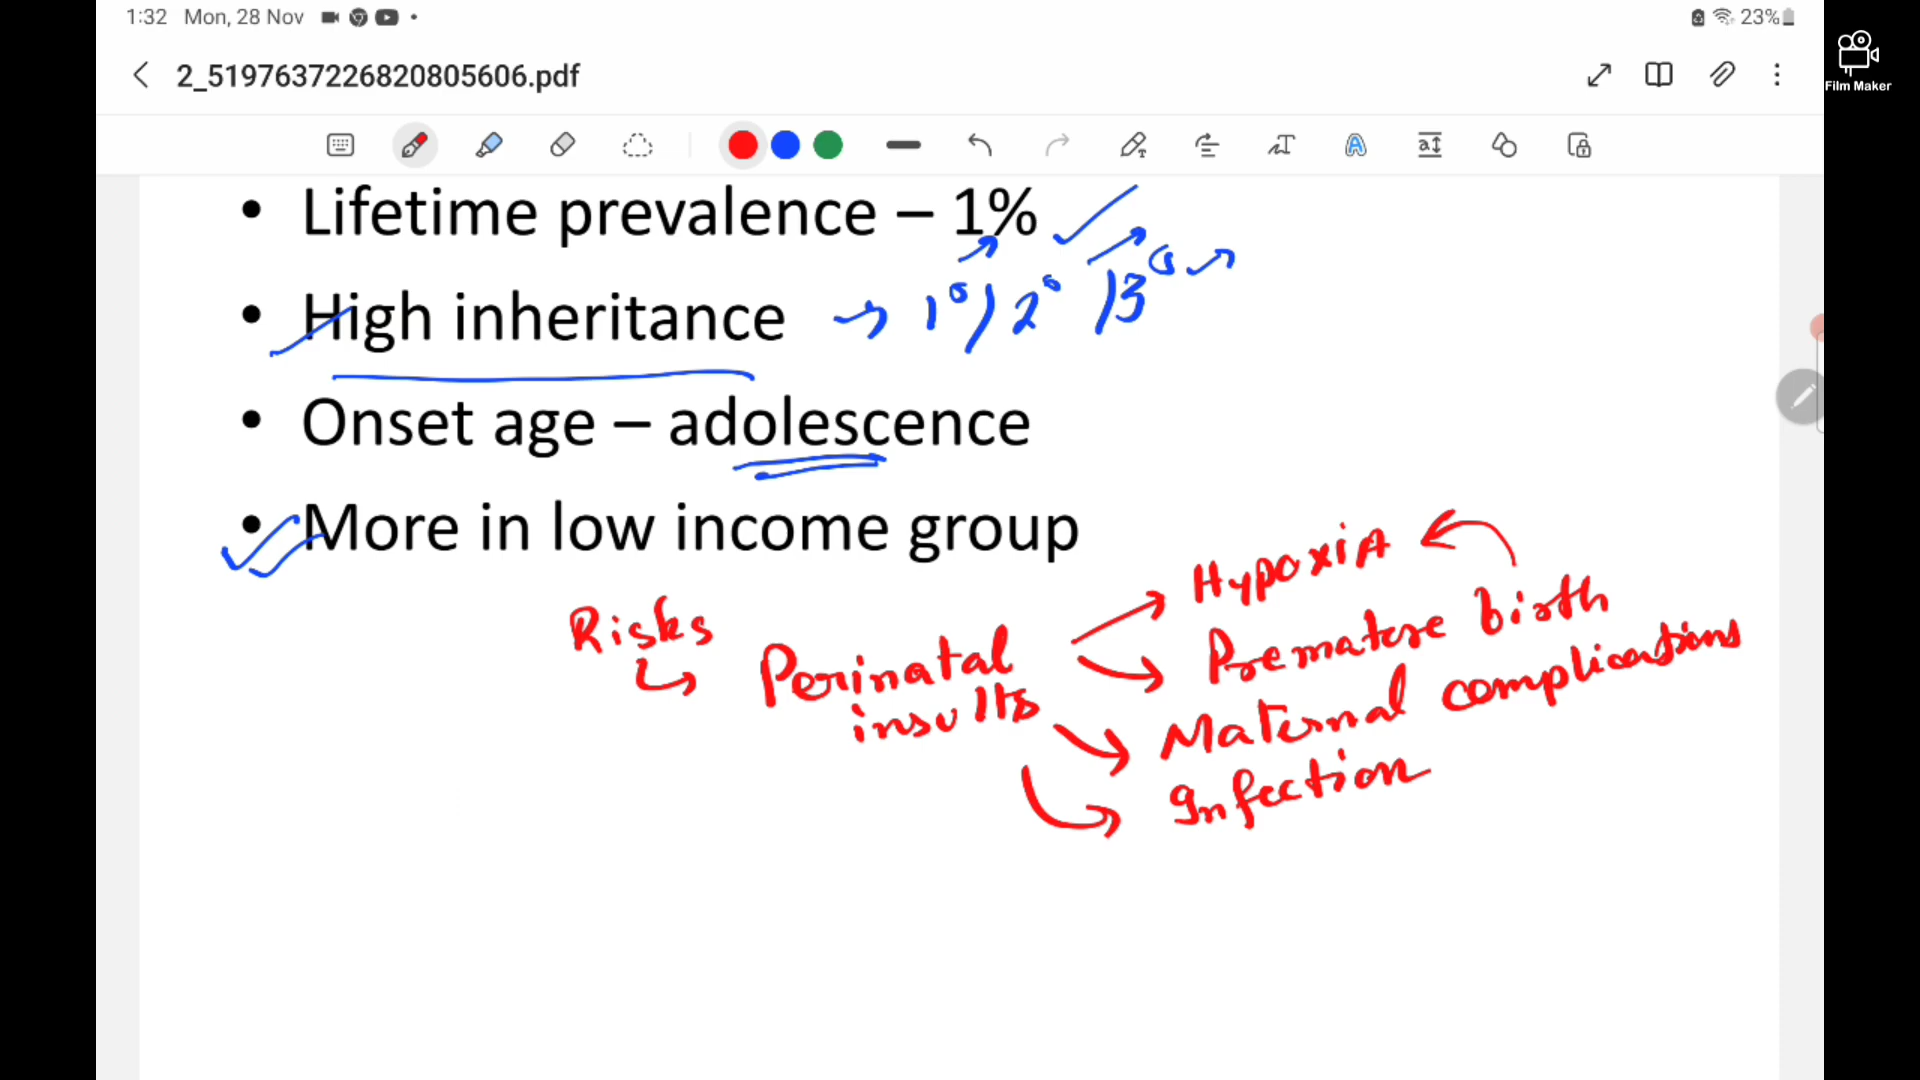 1:32 Mon, 28 Nov
23%
Film Maker
2_5197637226820805606.pdf
• Lifetime prevalence – 1%
• High inheritance → 1°/2°/3°
• Onset age – adolescence
• More in low income group
Risks
Perinatal insults
Hypoxia
Premature birth
Maternal complications
Infection